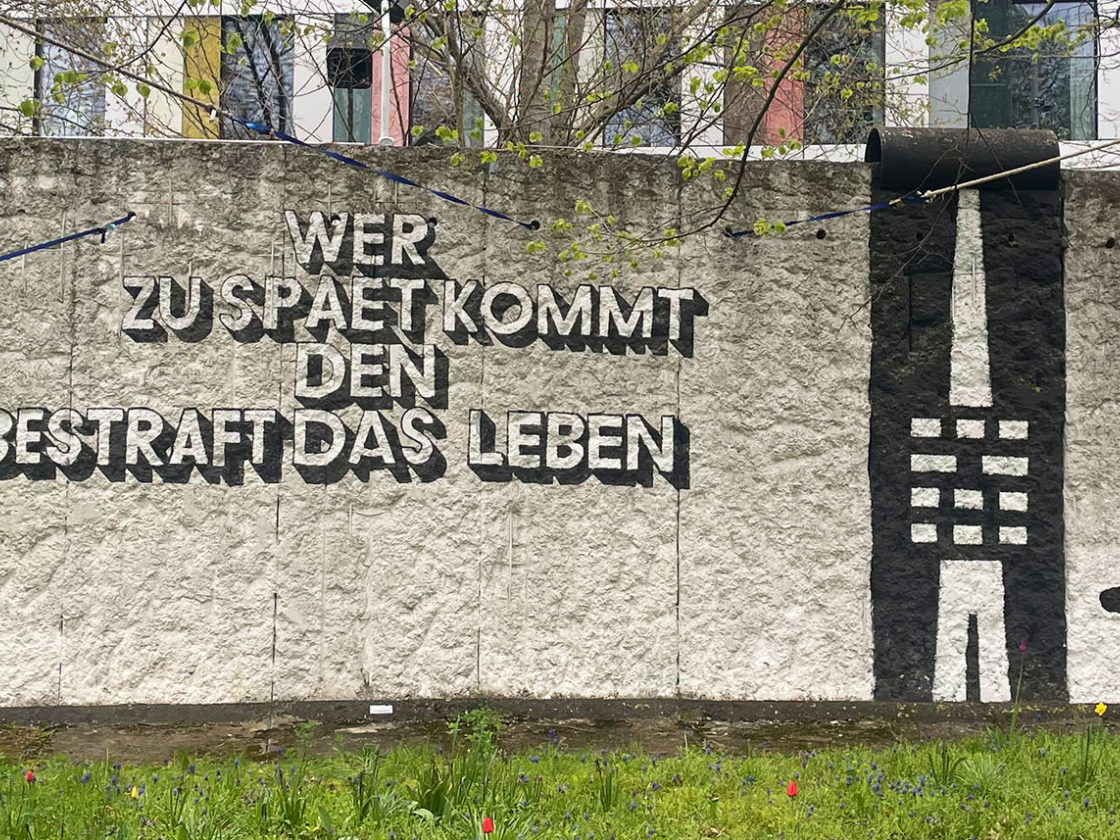 WER
ZU SPAET KOMMT
DEN
BESTRAFT DAS LEBEN